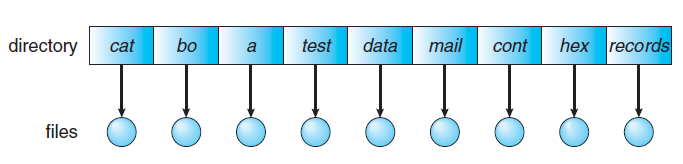 directory cat bo a test data mail cont hex records
files